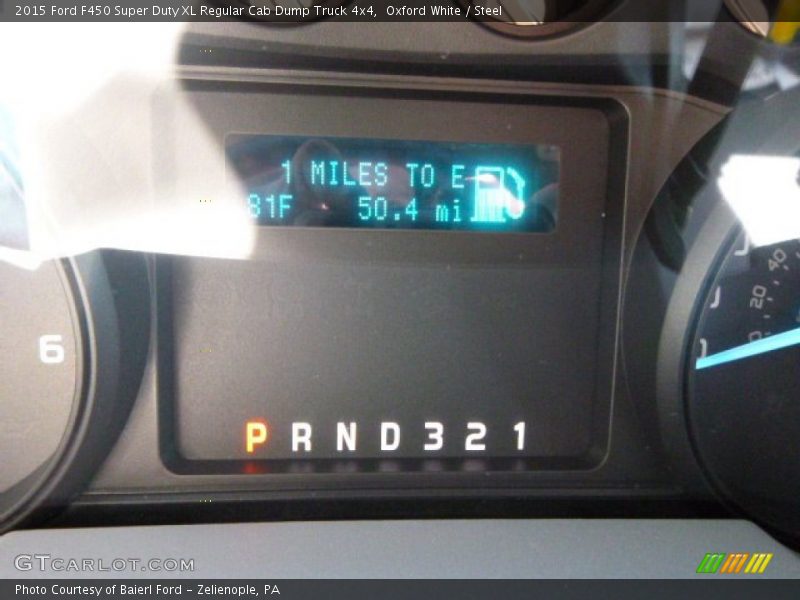 2015 Ford F450 Super Duty XL Regular Cab Dump Truck 4x4, Oxford White / Steel
1 MILES TO E
81F 50.4 mi
40
20
0
6
P R N D 3 2 1
GTCARLOT.COM
Photo Courtesy of Baierl Ford - Zelienople, PA